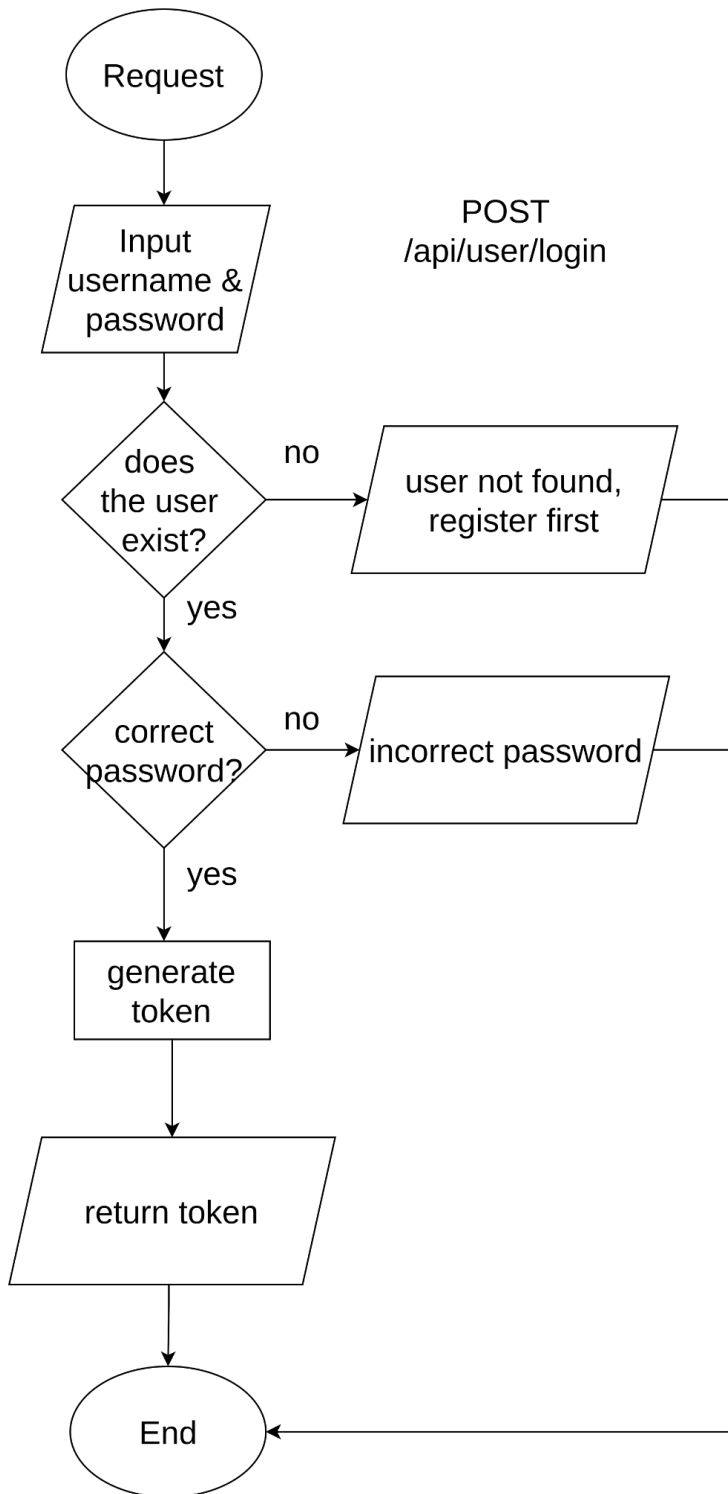 Request
Input
username &
password
POST
/api/user/login
does
the user
exist?
no
user not found,
register first
yes
correct
password?
no
incorrect password
yes
generate
token
return token
End